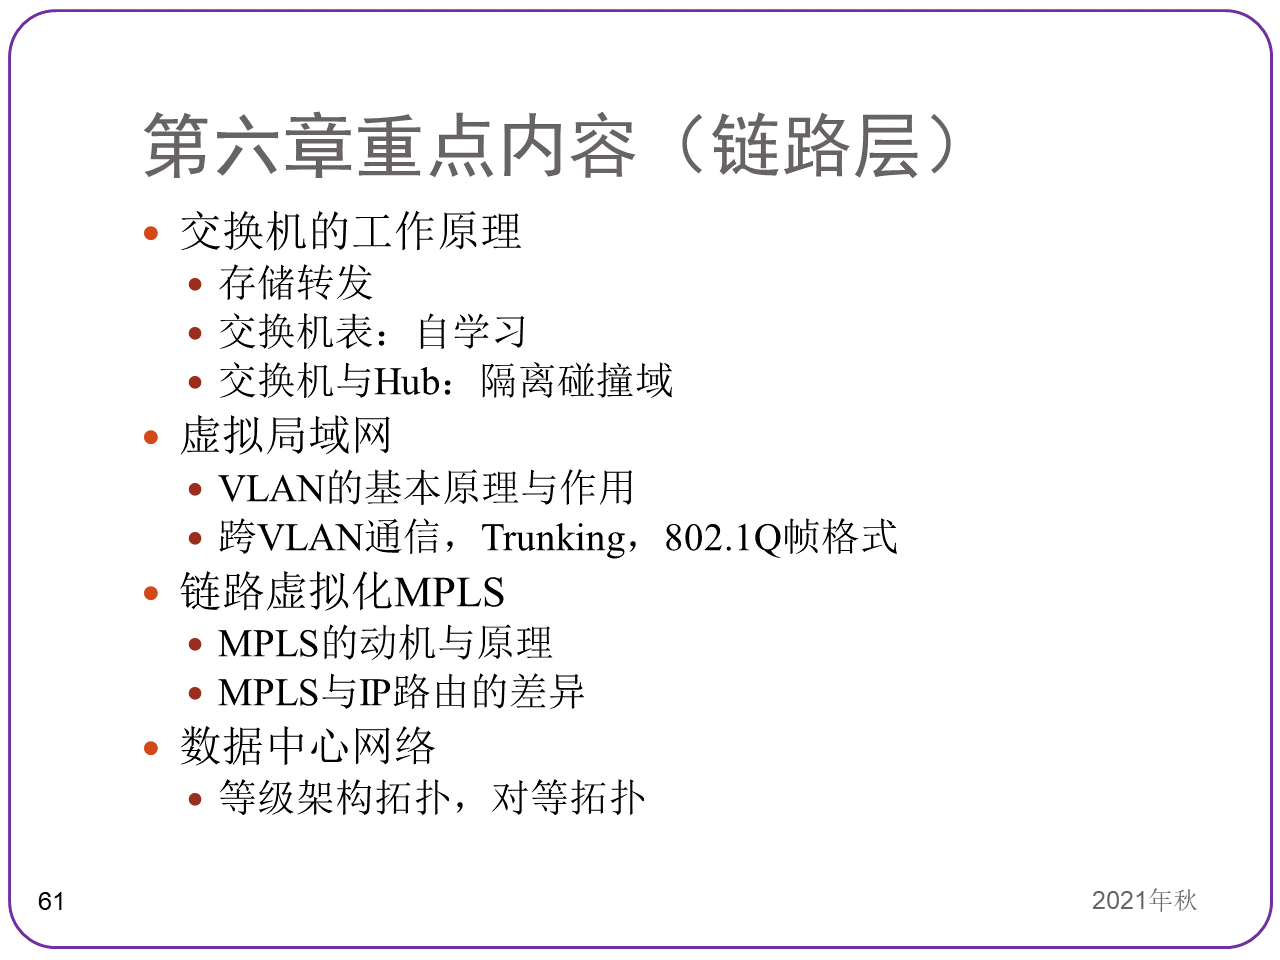 第六章重点内容（链路层）
• 交换机的工作原理
• 存储转发
• 交换机表：自学习
• 交换机与Hub：隔离碰撞域
• 虚拟局域网
• VLAN的基本原理与作用
• 跨VLAN通信，Trunking，802.1Q帧格式
• 链路虚拟化MPLS
• MPLS的动机与原理
• MPLS与IP路由的差异
• 数据中心网络
• 等级架构拓扑，对等拓扑
61
2021年秋